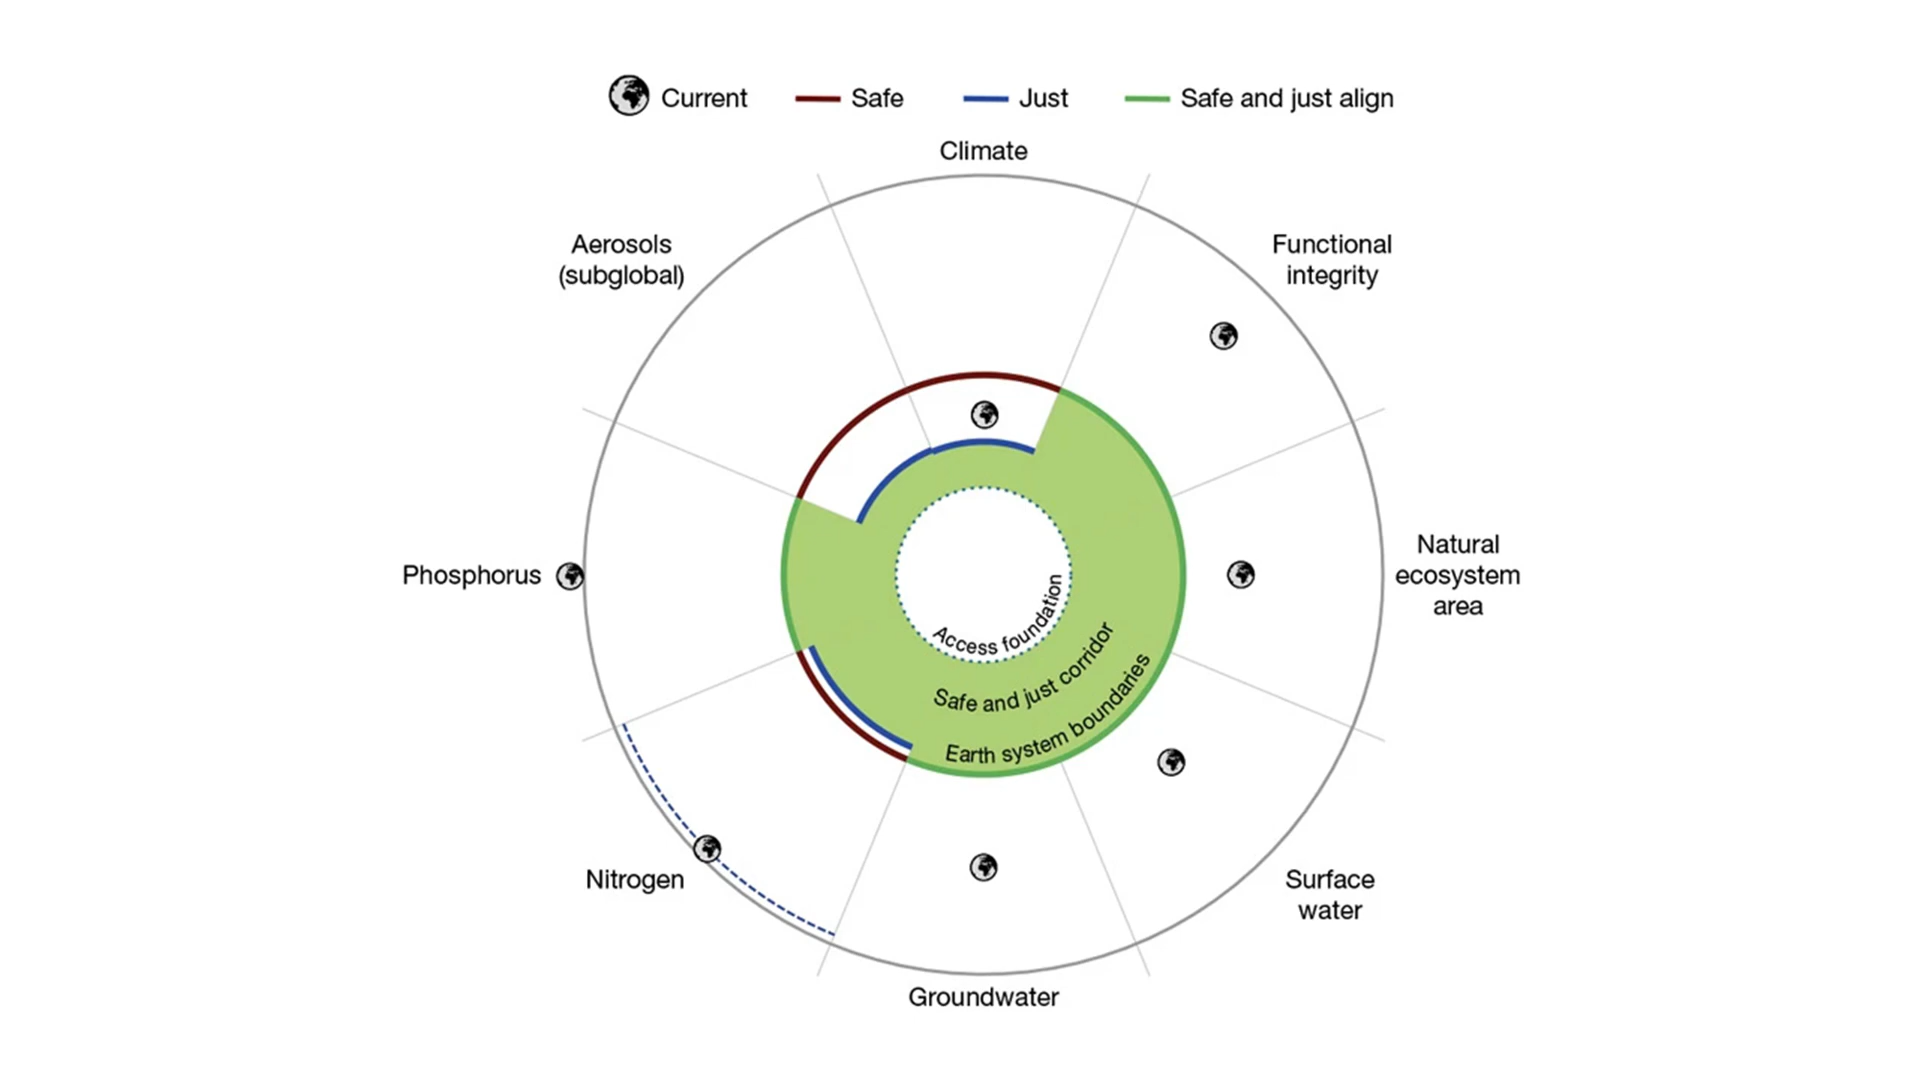 Current
Safe
Just
Safe and just align
Climate
Aerosols
(subglobal)
Functional
integrity
Phosphorus
Natural
ecosystem
area
Access foundation
Safe and just corridor
Earth system boundaries
Nitrogen
Surface
water
Groundwater